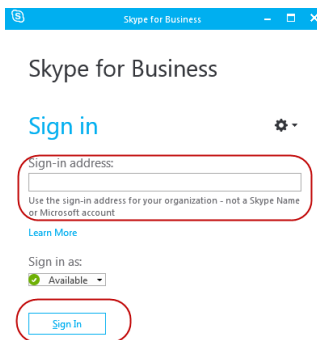 Skype for Business
Skype for Business
Sign in
Sign-in address:
Use the sign-in address for your organization - not a Skype Name
or Microsoft account
Learn More
Sign in as:
Available
Sign In